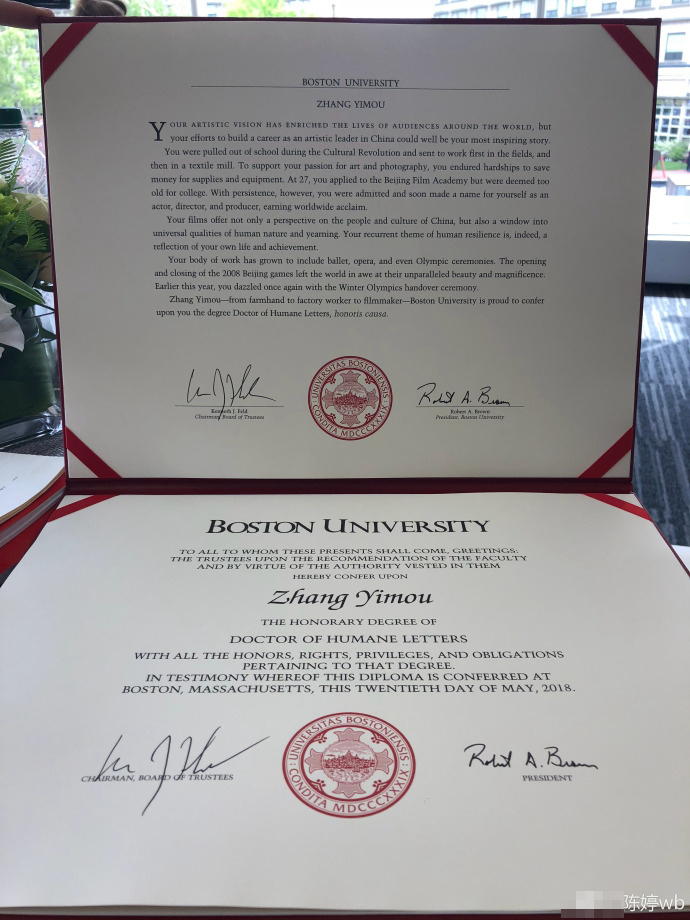 BOSTON UNIVERSITY
ZHANG YIMOU
YOUR ARTISTIC VISION HAS ENRICHED THE LIVES OF AUDIENCES AROUND THE WORLD, but
your efforts to build a career as an artistic leader in China could well be your most inspiring story.
You were pulled out of school during the Cultural Revolution and sent to work first in the fields, and
then in a textile mill. To support your passion for art and photography, you endured hardships to save
money for supplies and equipment. At 27, you applied to the Beijing Film Academy but were deemed too
old for college. With persistence, however, you were admitted and soon made a name for yourself as an
actor, director, and producer, earning worldwide acclaim.
Your films offer not only a perspective on the people and culture of China, but also a window into
universal qualities of human nature and yearning. Your recurrent theme of human resilience is, indeed, a
reflection of your own life and achievement.
Your body of work has grown to include ballet, opera, and even Olympic ceremonies. The opening
and closing of the 2008 Beijing games left the world in awe at their unparalleled beauty and magnificence.
Earlier this year, you dazzled once again with the Winter Olympics handover ceremony.
Zhang Yimou—from farmhand to factory worker to filmmaker—Boston University is proud to confer
upon you the degree Doctor of Humane Letters, honoris causa.
Kenneth J. Feld
Chairman, Board of Trustees
UNIVERSITAS BOSTONIENSIS
CONDITA MDCCCXXXIX
Robert A. Brown
Robert A. Brown
President, Boston University
BOSTON UNIVERSITY
TO ALL TO WHOM THESE PRESENTS SHALL COME, GREETINGS:
THE TRUSTEES UPON THE RECOMMENDATION OF THE FACULTY
AND BY VIRTUE OF THE AUTHORITY VESTED IN THEM
HEREBY CONFER UPON
Zhang Yimou
THE HONORARY DEGREE OF
DOCTOR OF HUMANE LETTERS
WITH ALL THE HONORS, RIGHTS, PRIVILEGES, AND OBLIGATIONS
PERTAINING TO THAT DEGREE.
IN TESTIMONY WHEREOF THIS DIPLOMA IS CONFERRED AT
BOSTON, MASSACHUSETTS, THIS TWENTIETH DAY OF MAY, 2018.
CHAIRMAN, BOARD OF TRUSTEES
UNIVERSITAS BOSTONIENSIS
CONDITA MDCCCXXXIX
Robert A. Brown
PRESIDENT
陈婷wb